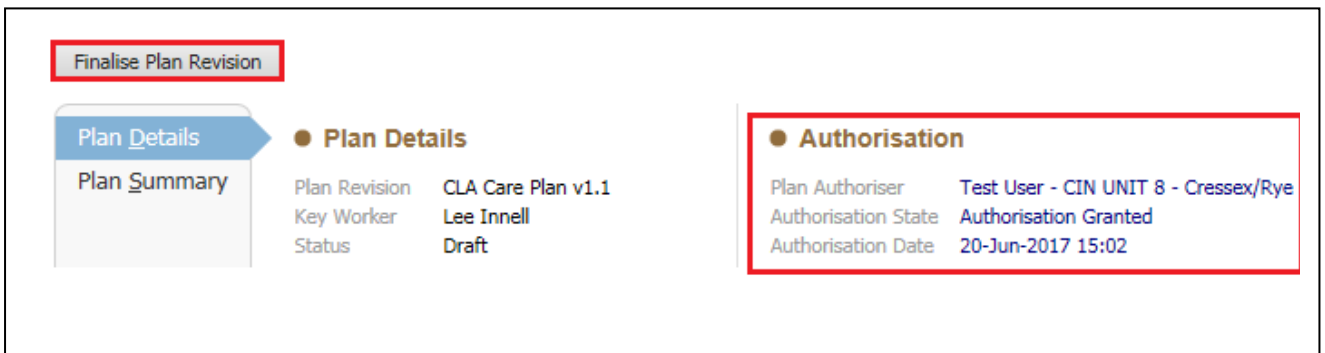 Finalise Plan Revision
Plan Details
Plan Summary
Plan Details
Plan Revision CLA Care Plan v1.1
Key Worker Lee Innell
Status Draft
Authorisation
Plan Authoriser Test User - CIN UNIT 8 - Cressex/Rye
Authorisation State Authorisation Granted
Authorisation Date 20-Jun-2017 15:02